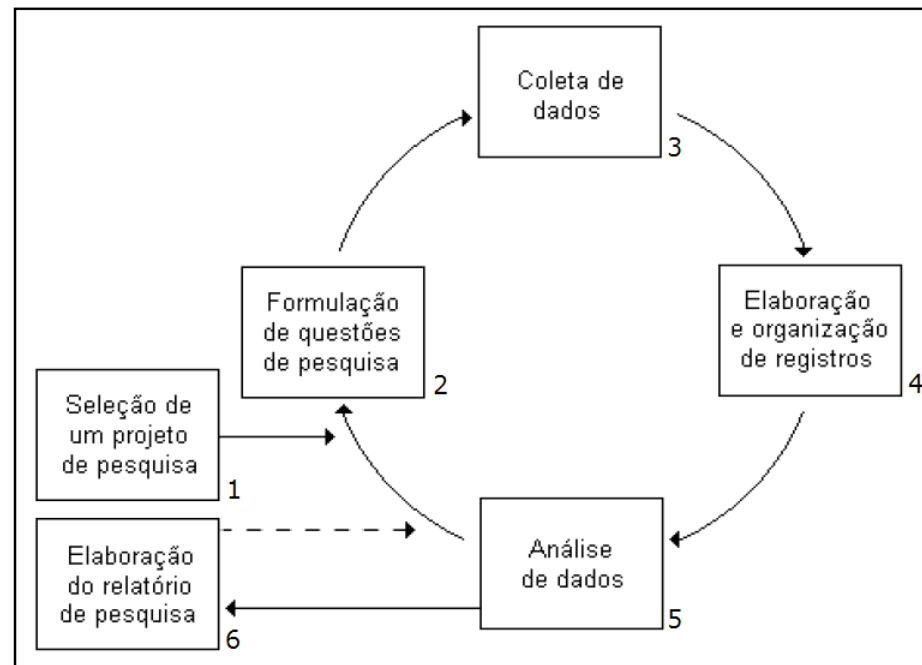 Seleção de
um projeto
de pesquisa
1
Formulação
de questões
de pesquisa
2
Coleta de
dados
3
Elaboração
e organização
de registros
4
Análise
de dados
5
Elaboração
do relatório
de pesquisa
6